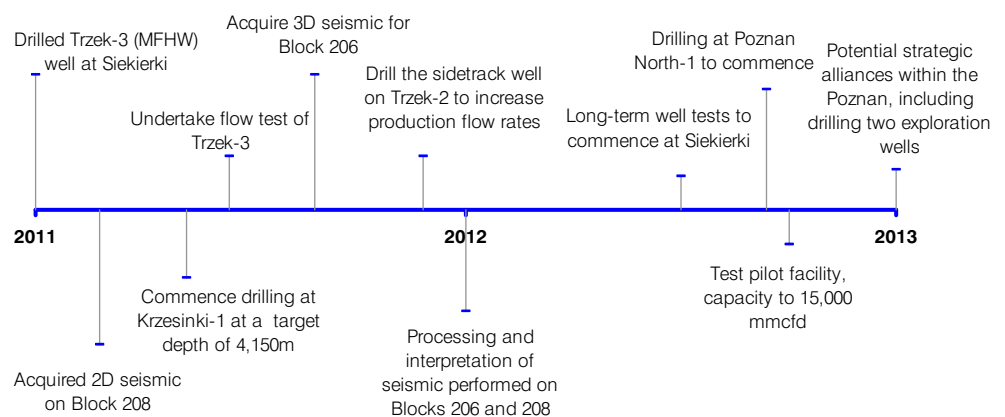 Drilled Trzek-3 (MFHW)
well at Siekierki
Undertake flow test of
Trzek-3
Acquire 3D seismic for
Block 206
Drill the sidetrack well
on Trzek-2 to increase
production flow rates
Long-term well tests to
commence at Siekierki
Drilling at Poznan
North-1 to commence
Potential strategic
alliances within the
Poznan, including
drilling two exploration
wells
2011
2012
2013
Acquired 2D seismic
on Block 208
Commence drilling at
Krzesinki-1 at a target
depth of 4,150m
Processing and
interpretation of
seismic performed on
Blocks 206 and 208
Test pilot facility,
capacity to 15,000
mmcfd